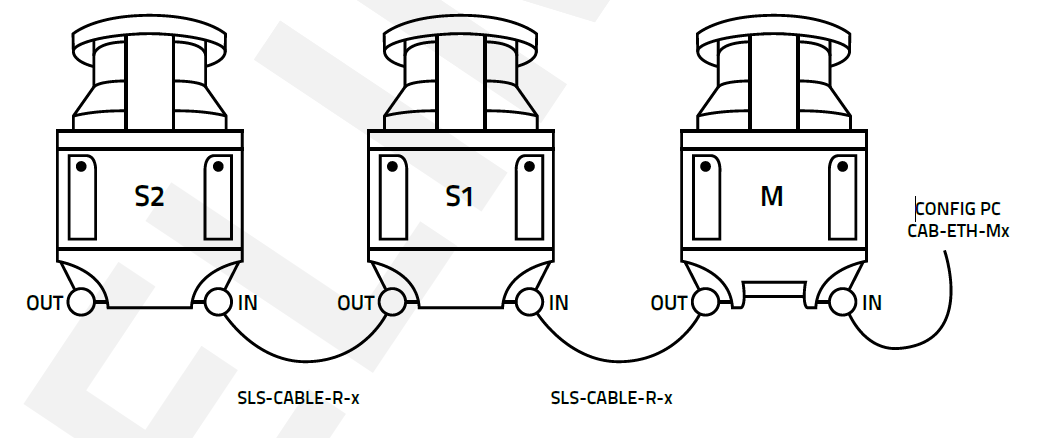 S2
S1
M
CONFIG PC
CAB-ETH-Mx
OUT
IN
OUT
IN
OUT
IN
SLS-CABLE-R-x
SLS-CABLE-R-x